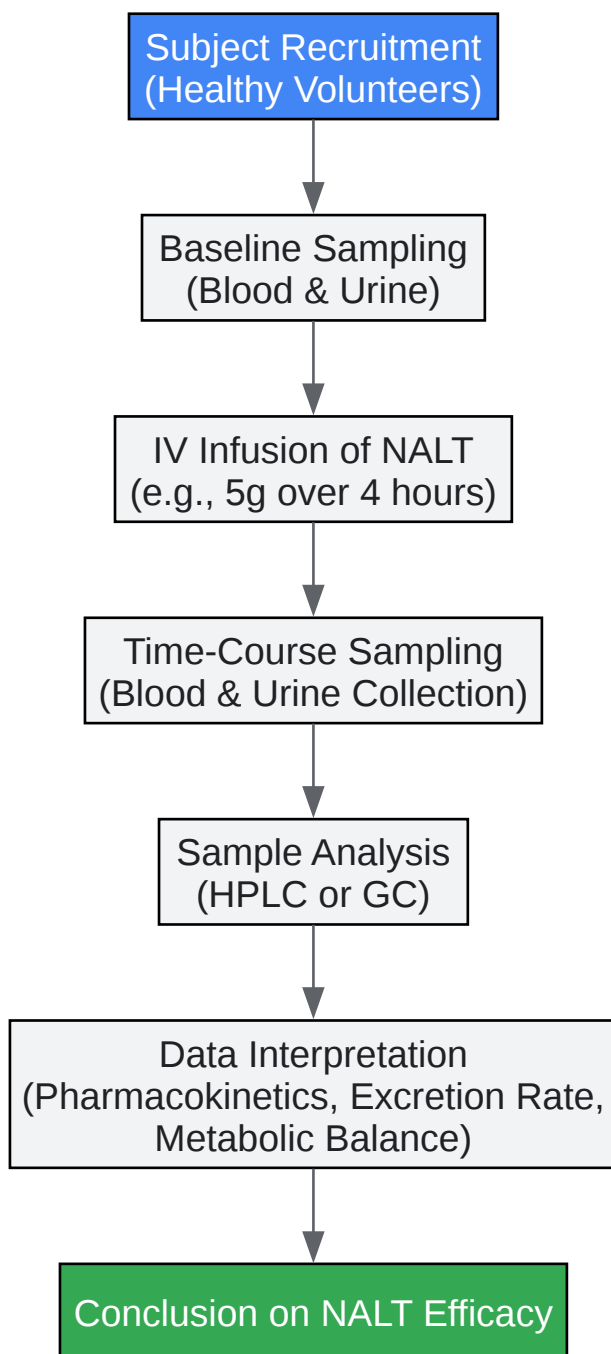 Subject Recruitment
(Healthy Volunteers)
Baseline Sampling
(Blood & Urine)
IV Infusion of NALT
(e.g., 5g over 4 hours)
Time-Course Sampling
(Blood & Urine Collection)
Sample Analysis
(HPLC or GC)
Data Interpretation
(Pharmacokinetics, Excretion Rate,
Metabolic Balance)
Conclusion on NALT Efficacy